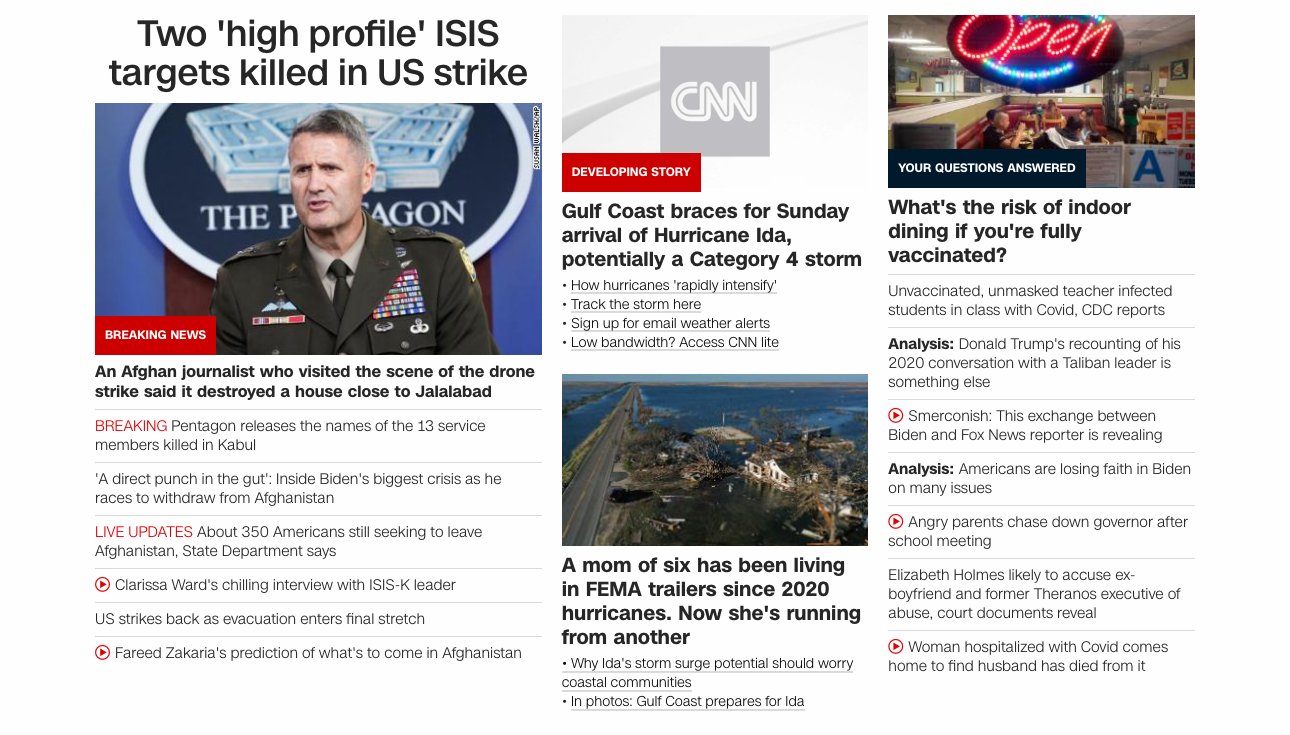 Two 'high profile' ISIS
targets killed in US strike
SUSAN WALSH/AP
THE PENTAGON
BREAKING NEWS
An Afghan journalist who visited the scene of the drone
strike said it destroyed a house close to Jalalabad
BREAKING Pentagon releases the names of the 13 service
members killed in Kabul
'A direct punch in the gut': Inside Biden's biggest crisis as he
races to withdraw from Afghanistan
LIVE UPDATES About 350 Americans still seeking to leave
Afghanistan, State Department says
Clarissa Ward's chilling interview with ISIS-K leader
US strikes back as evacuation enters final stretch
Fareed Zakaria's prediction of what's to come in Afghanistan
CNN
DEVELOPING STORY
Gulf Coast braces for Sunday
arrival of Hurricane Ida,
potentially a Category 4 storm
• How hurricanes 'rapidly intensify'
• Track the storm here
• Sign up for email weather alerts
• Low bandwidth? Access CNN lite
A mom of six has been living
in FEMA trailers since 2020
hurricanes. Now she's running
from another
• Why Ida's storm surge potential should worry
coastal communities
• In photos: Gulf Coast prepares for Ida
Open
A
YOUR QUESTIONS ANSWERED
What's the risk of indoor
dining if you're fully
vaccinated?
Unvaccinated, unmasked teacher infected
students in class with Covid, CDC reports
Analysis: Donald Trump's recounting of his
2020 conversation with a Taliban leader is
something else
Smerconish: This exchange between
Biden and Fox News reporter is revealing
Analysis: Americans are losing faith in Biden
on many issues
Angry parents chase down governor after
school meeting
Elizabeth Holmes likely to accuse ex-
boyfriend and former Theranos executive of
abuse, court documents reveal
Woman hospitalized with Covid comes
home to find husband has died from it